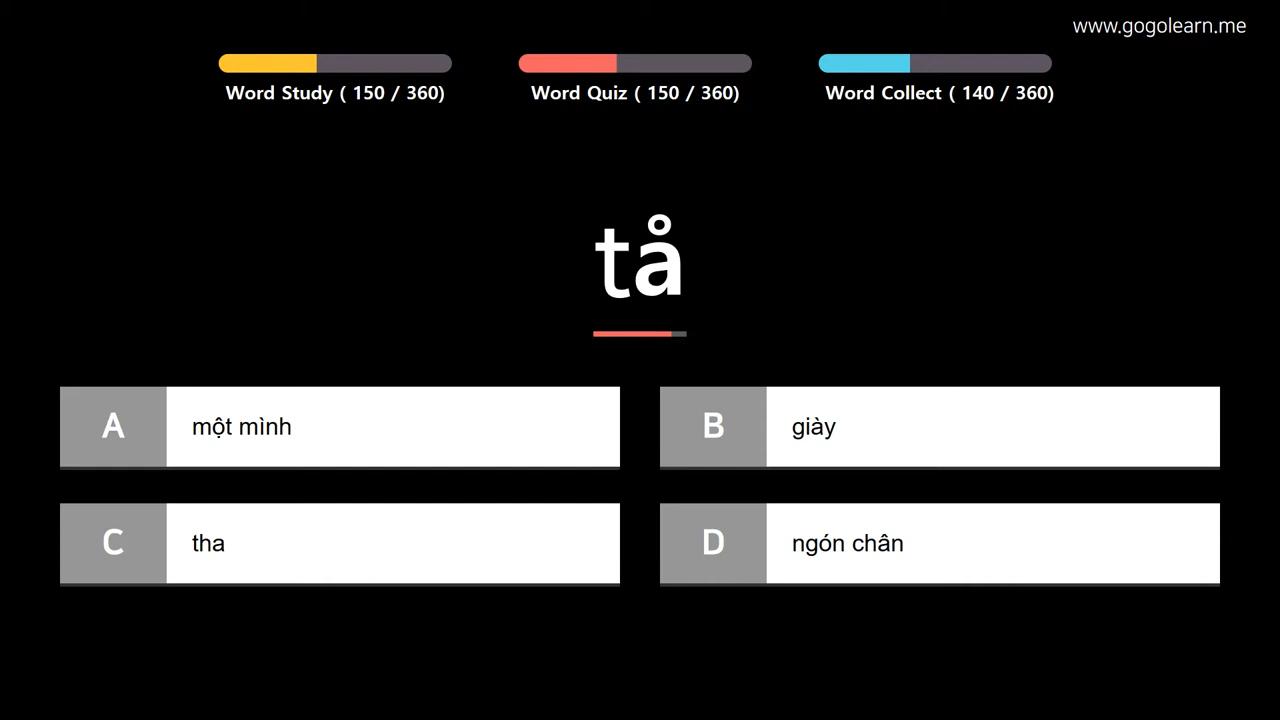 www.gogolearn.me
Word Study ( 150 / 360)
Word Quiz ( 150 / 360)
Word Collect ( 140 / 360)
tå
A một mình
B giày
C tha
D ngón chân